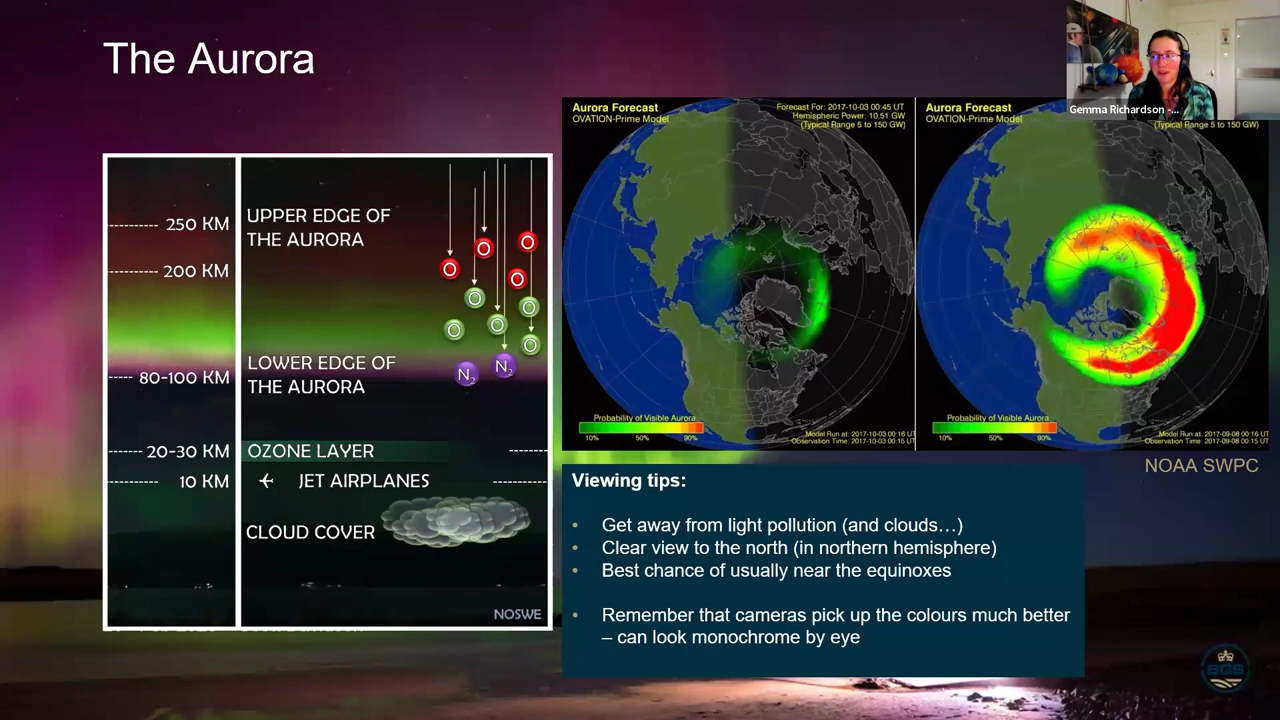 The Aurora
250 KM
UPPER EDGE OF
THE AURORA
200 KM
O
O
O
O
O
O
O
O
O
80-100 KM
LOWER EDGE OF
THE AURORA
N2
N2
20-30 KM
OZONE LAYER
10 KM
JET AIRPLANES
CLOUD COVER
NOSWE
Aurora Forecast
OVATION-Prime Model
Forecast For: 2017-10-03 00:45 UT
Hemispheric Power: 10.51 GW
(Typical Range 5 to 150 GW)
Probability of Visible Aurora
10% 50% 90%
Model Run at: 2017-10-03 00:16 UT
Observation Time: 2017-10-03 00:15 UT
Aurora Forecast
OVATION-Prime Model
(Typical Range 5 to 150 GW)
Probability of Visible Aurora
10% 50% 90%
Model Run at: 2017-09-08 00:16 UT
Observation Time: 2017-09-08 00:15 UT
Gemma Richardson -...
NOAA SWPC
Viewing tips:
• Get away from light pollution (and clouds…)
• Clear view to the north (in northern hemisphere)
• Best chance of usually near the equinoxes
• Remember that cameras pick up the colours much better
– can look monochrome by eye
BGS